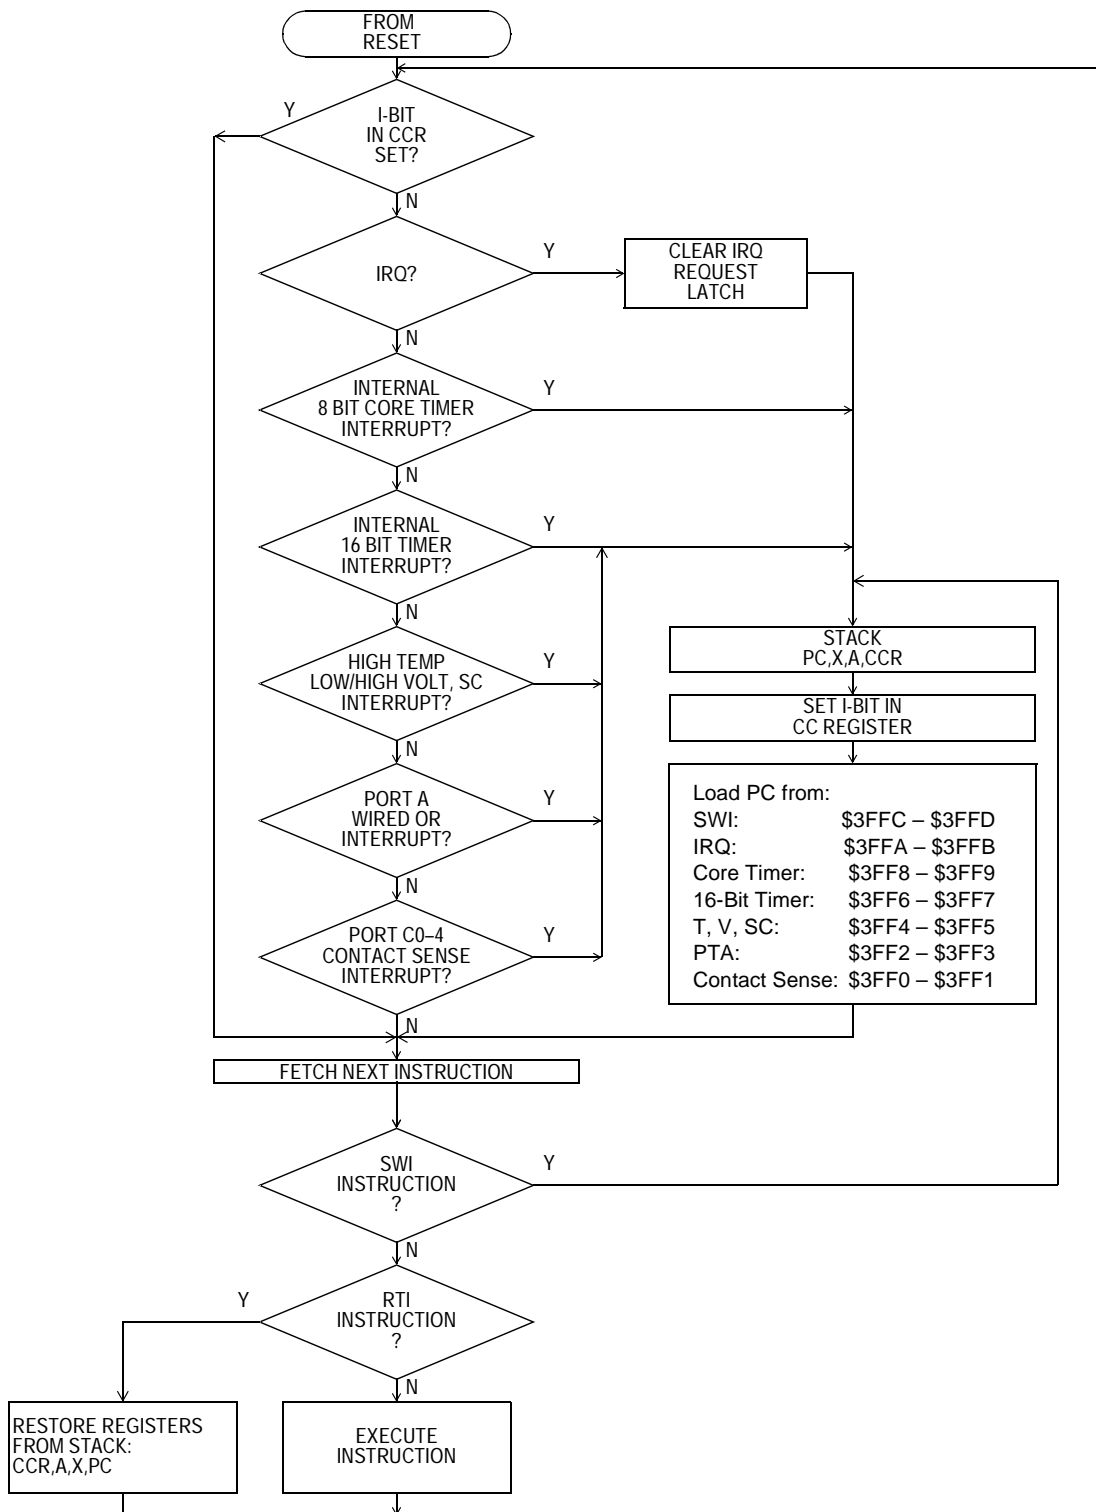 FROM
RESET
Y
I-BIT
IN CCR
SET?
N
IRQ?
Y
CLEAR IRQ
REQUEST
LATCH
N
INTERNAL
8 BIT CORE TIMER
INTERRUPT?
Y
N
INTERNAL
16 BIT TIMER
INTERRUPT?
Y
N
HIGH TEMP
LOW/HIGH VOLT, SC
INTERRUPT?
Y
N
STACK
PC,X,A,CCR
SET I-BIT IN
CC REGISTER
PORT A
WIRED OR
INTERRUPT?
Y
N
PORT C0–4
CONTACT SENSE
INTERRUPT?
Y
N
Load PC from:
SWI: $3FFC – $3FFD
IRQ: $3FFA – $3FFB
Core Timer: $3FF8 – $3FF9
16-Bit Timer: $3FF6 – $3FF7
T, V, SC: $3FF4 – $3FF5
PTA: $3FF2 – $3FF3
Contact Sense: $3FF0 – $3FF1
FETCH NEXT INSTRUCTION
SWI
INSTRUCTION
?
Y
N
Y
RTI
INSTRUCTION
?
N
RESTORE REGISTERS
FROM STACK:
CCR,A,X,PC
EXECUTE
INSTRUCTION